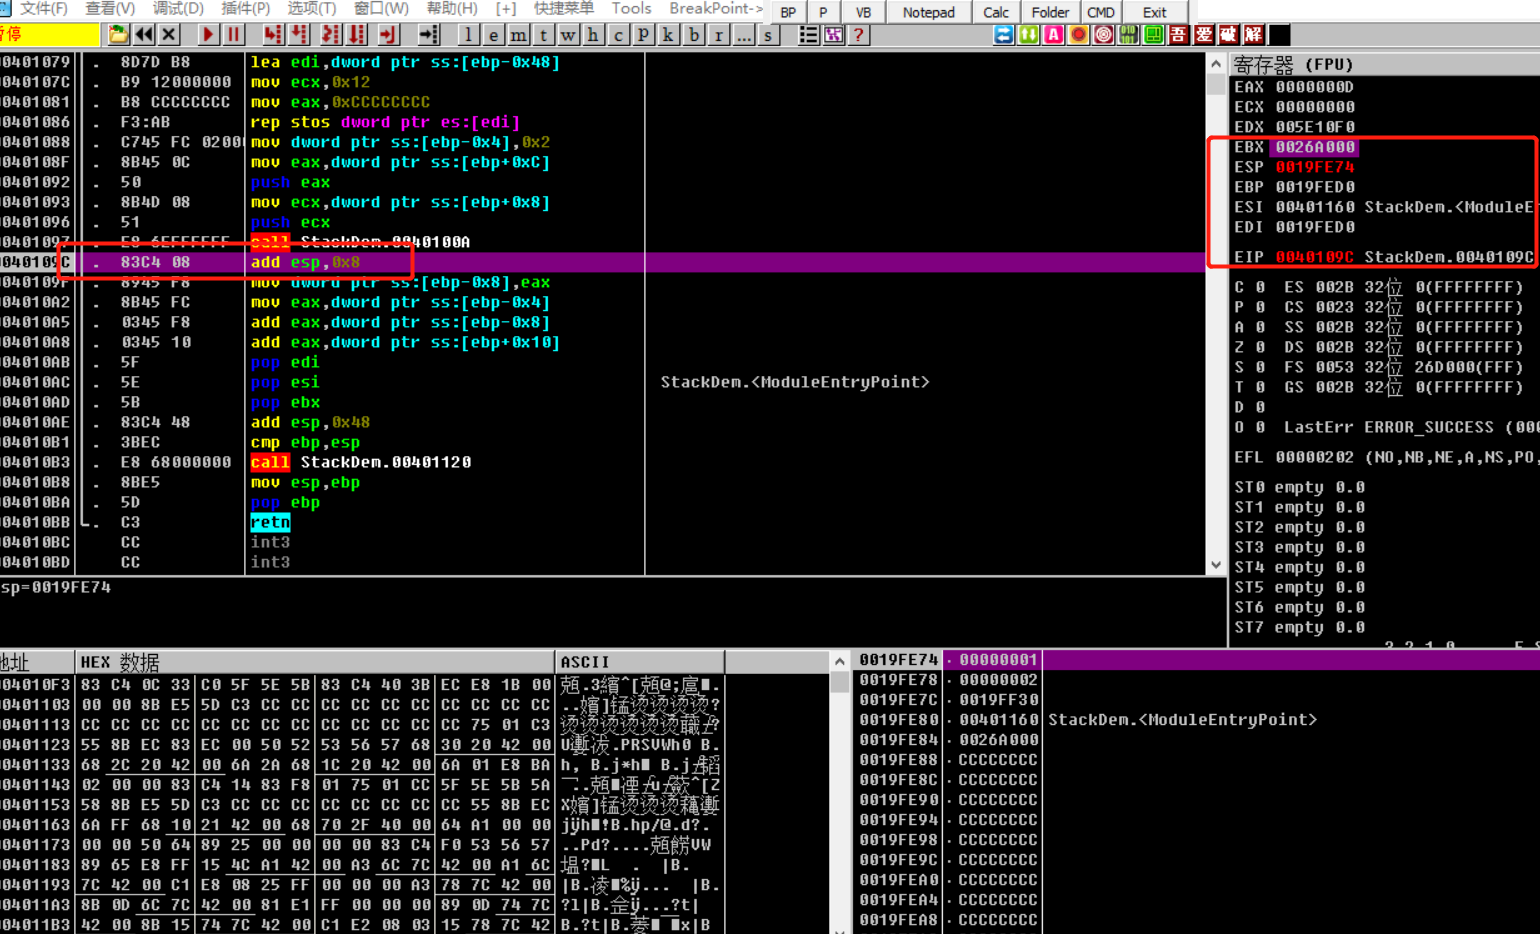 文件(F) 查看(V) 调试(D) 插件(P) 选项(T) 窗口(W) 帮助(H) [+] 快捷菜单 Tools BreakPoint-> BP P VB Notepad Calc Folder CMD Exit
暂停 l e m t w h c P k b r ... s ? 吾 爱 破 解
00401079 . 8D7D B8 lea edi,dword ptr ss:[ebp-0x48]
0040107C . B9 12000000 mov ecx,0x12
00401081 . B8 CCCCCCCC mov eax,0xCCCCCCCC
00401086 . F3:AB rep stos dword ptr es:[edi]
00401088 . C745 FC 0200 mov dword ptr ss:[ebp-0x4],0x2
0040108F . 8B45 0C mov eax,dword ptr ss:[ebp+0xC]
00401092 . 50 push eax
00401093 . 8B4D 08 mov ecx,dword ptr ss:[ebp+0x8]
00401096 . 51 push ecx
00401097 . E8 6EFFFFFF call StackDem.0040100A
0040109C . 83C4 08 add esp,0x8
0040109F . 8945 F8 mov dword ptr ss:[ebp-0x8],eax
004010A2 . 8B45 FC mov eax,dword ptr ss:[ebp-0x4]
004010A5 . 0345 F8 add eax,dword ptr ss:[ebp-0x8]
004010A8 . 0345 10 add eax,dword ptr ss:[ebp+0x10]
004010AB . 5F pop edi
004010AC . 5E pop esi StackDem.<ModuleEntryPoint>
004010AD . 5B pop ebx
004010AE . 83C4 48 add esp,0x48
004010B1 . 3BEC cmp ebp,esp
004010B3 . E8 68000000 call StackDem.00401120
004010B8 . 8BE5 mov esp,ebp
004010BA . 5D pop ebp
004010BB . C3 retn
004010BC CC int3
004010BD CC int3
sp=0019FE74
寄存器 (FPU)
EAX 0000000D
ECX 00000000
EDX 005E10F0
EBX 0026A000
ESP 0019FE74
EBP 0019FED0
ESI 00401160 StackDem.<ModuleE
EDI 0019FED0
EIP 0040109C StackDem.0040109C
C 0 ES 002B 32位 0(FFFFFFFF)
P 0 CS 0023 32位 0(FFFFFFFF)
A 0 SS 002B 32位 0(FFFFFFFF)
Z 0 DS 002B 32位 0(FFFFFFFF)
S 0 FS 0053 32位 26D000(FFF)
T 0 GS 002B 32位 0(FFFFFFFF)
D 0
O 0 LastErr ERROR_SUCCESS (000
EFL 00000202 (NO,NB,NE,A,NS,PO,
ST0 empty 0.0
ST1 empty 0.0
ST2 empty 0.0
ST3 empty 0.0
ST4 empty 0.0
ST5 empty 0.0
ST6 empty 0.0
ST7 empty 0.0
地址 HEX 数据 ASCII
004010F3 83 C4 0C 33 C0 5F 5E 5B 83 C4 40 3B EC E8 1B 00
00401103 00 00 8B E5 5D C3 CC CC CC CC CC CC CC CC CC CC
00401113 CC CC CC CC CC CC CC CC CC CC CC CC CC 75 01 C3
00401123 55 8B EC 83 EC 00 50 52 53 56 57 68 30 20 42 00
00401133 68 2C 20 42 00 6A 2A 68 1C 20 42 00 6A 01 E8 BA
00401143 02 00 00 83 C4 14 83 F8 01 75 01 CC 5F 5E 5B 5A
00401153 58 8B E5 5D C3 CC CC CC CC CC CC CC CC 55 8B EC
00401163 6A FF 68 10 21 42 00 68 70 2F 40 00 64 A1 00 00
00401173 00 00 50 64 89 25 00 00 00 00 83 C4 F0 53 56 57
00401183 89 65 E8 FF 15 4C A1 42 00 A3 6C 7C 42 00 A1 6C
00401193 7C 42 00 C1 E8 08 25 FF 00 00 00 A3 78 7C 42 00
004011A3 8B 0D 6C 7C 42 00 81 E1 FF 00 00 00 89 0D 74 7C
004011B3 42 00 8B 15 74 7C 42 00 C1 E2 08 03 15 78 7C 42
0019FE74 00000001
0019FE78 00000002
0019FE7C 0019FF30
0019FE80 00401160 StackDem.<ModuleEntryPoint>
0019FE84 0026A000
0019FE88 CCCCCCCC
0019FE8C CCCCCCCC
0019FE90 CCCCCCCC
0019FE94 CCCCCCCC
0019FE98 CCCCCCCC
0019FE9C CCCCCCCC
0019FEA0 CCCCCCCC
0019FEA4 CCCCCCCC
0019FEA8 CCCCCCCC